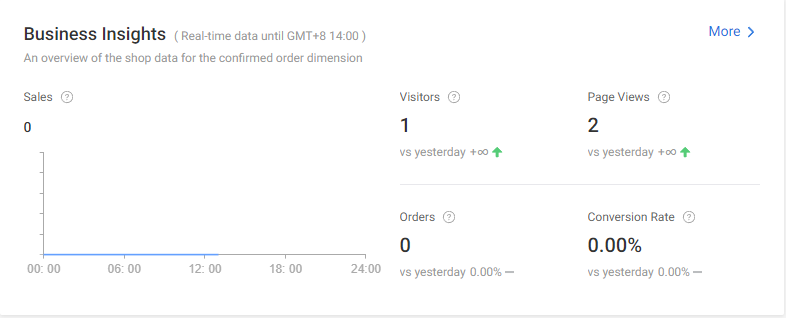 Business Insights ( Real-time data until GMT+8 14:00 ) More
An overview of the shop data for the confirmed order dimension
Sales ?
0
00: 00 06: 00 12: 00 18: 00 24:00
Visitors ?
1
vs yesterday +∞
Page Views ?
2
vs yesterday +∞
Orders ?
0
vs yesterday 0.00%
Conversion Rate ?
0.00%
vs yesterday 0.00%